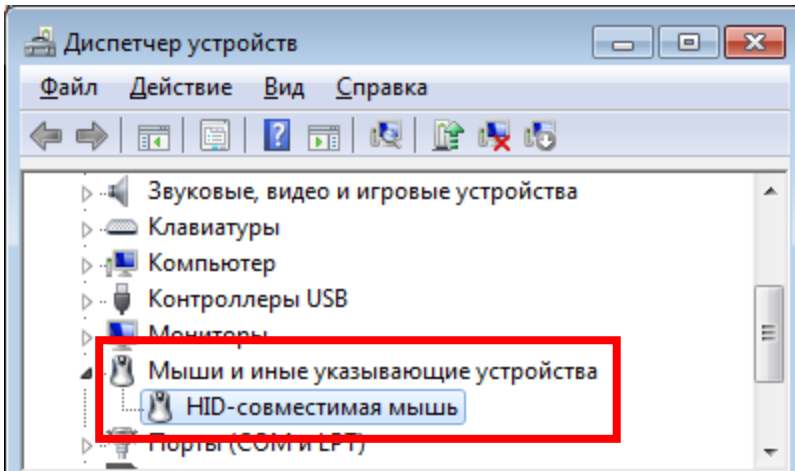 Диспетчер устройств
Файл Действие Вид Справка
Звуковые, видео и игровые устройства
Клавиатуры
Компьютер
Контроллеры USB
Мониторы
Мыши и иные указывающие устройства
HID-совместимая мышь
Порты (COM и LPT)